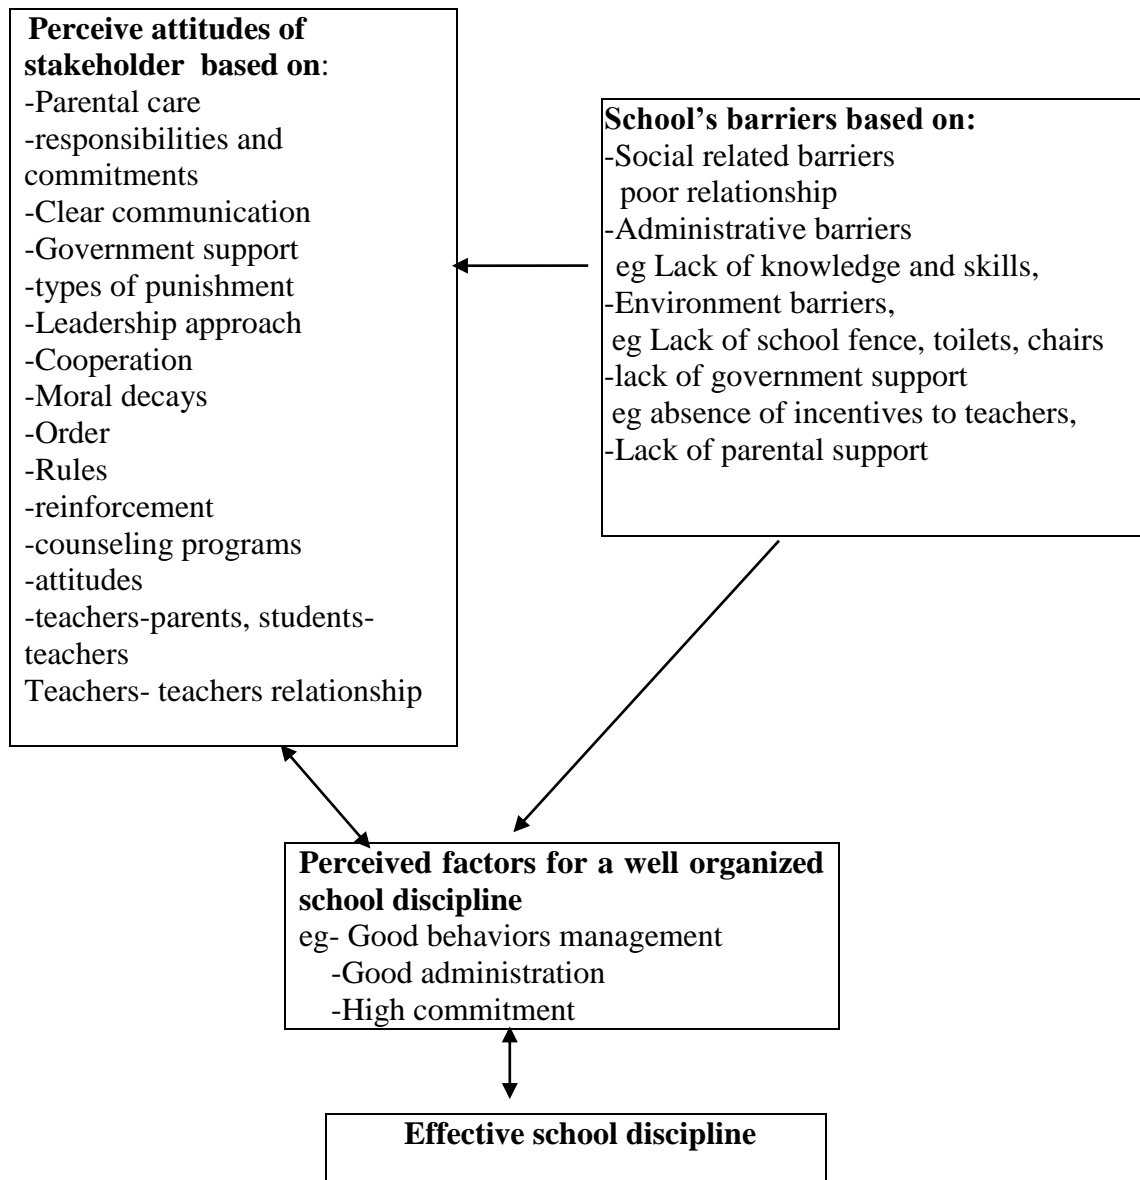 Perceive attitudes of
stakeholder based on:
-Parental care
-responsibilities and
commitments
-Clear communication
-Government support
-types of punishment
-Leadership approach
-Cooperation
-Moral decays
-Order
-Rules
-reinforcement
-counseling programs
-attitudes
-teachers-parents, students-
teachers
Teachers- teachers relationship
School’s barriers based on:
-Social related barriers
poor relationship
-Administrative barriers
eg Lack of knowledge and skills,
-Environment barriers,
eg Lack of school fence, toilets, chairs
-lack of government support
eg absence of incentives to teachers,
-Lack of parental support
Perceived factors for a well organized
school discipline
eg- Good behaviors management
-Good administration
-High commitment
Effective school discipline